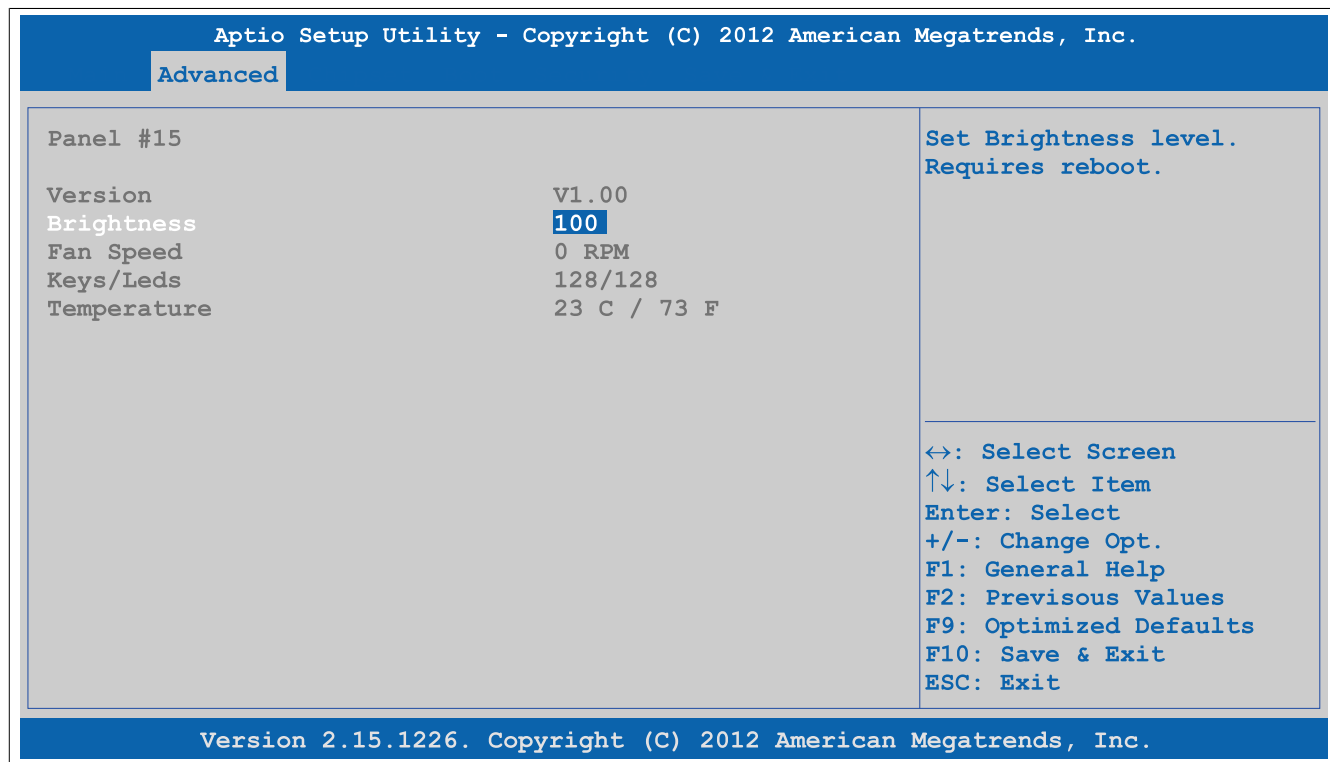 Aptio Setup Utility - Copyright (C) 2012 American Megatrends, Inc.
Advanced
Panel #15
Version V1.00
Brightness 100
Fan Speed 0 RPM
Keys/Leds 128/128
Temperature 23 C / 73 F
Set Brightness level.
Requires reboot.
↔: Select Screen
↑↓: Select Item
Enter: Select
+/-: Change Opt.
F1: General Help
F2: Previsous Values
F9: Optimized Defaults
F10: Save & Exit
ESC: Exit
Version 2.15.1226. Copyright (C) 2012 American Megatrends, Inc.